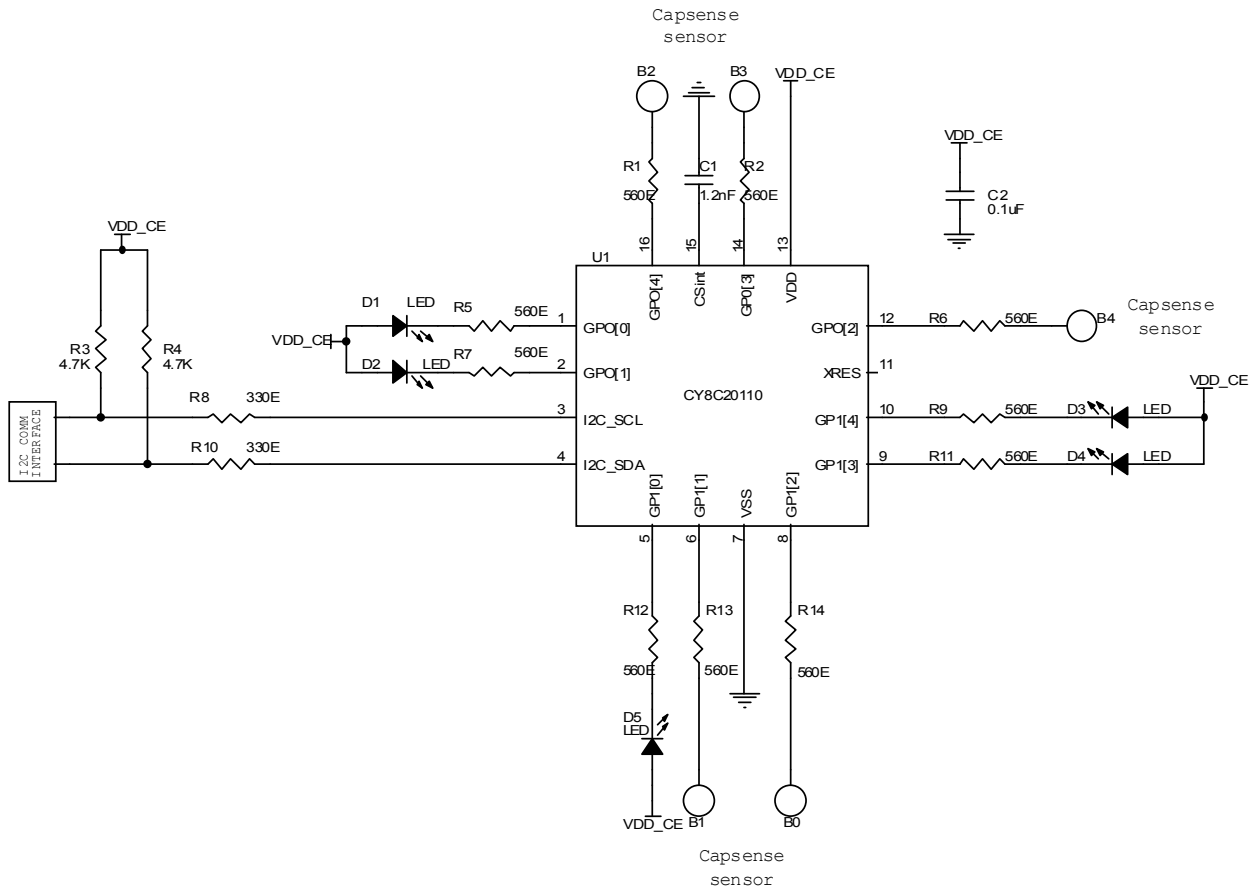 Capsense
sensor
B2
B3
VDD_CE
VDD_CE
R1
C1
R2
560E
1.2nF
560E
C2
0.1uF
VDD_CE
16
15
14
13
U1
GPO[4]
CSint
GP0[3]
VDD
D1
LED
R5
560E
1
GPO[0]
GPO[2]
12
R6
560E
B4
Capsense
sensor
VDD_CE
D2
LED
R7
560E
2
GPO[1]
XRES
11
R3
4.7K
R4
4.7K
CY8C20110
VDD_CE
R8
330E
3
I2C_SCL
GP1[4]
10
R9
560E
D3
LED
I2C COMM
INTERFACE
R10
330E
4
I2C_SDA
GP1[3]
9
R11
560E
D4
LED
GP1[0]
GP1[1]
VSS
GP1[2]
5
6
7
8
R12
R13
R14
560E
560E
560E
D5
LED
VDD_CE
B1
B0
Capsense
sensor